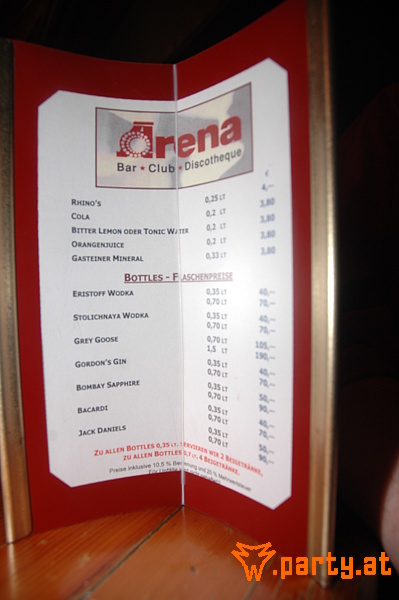 Arena
Bar ★ Club ★ Discotheque
€
Rhino's 0,25 LT 4,--
Cola 0,2 LT 3,80
Bitter Lemon oder Tonic Water 0,2 LT 3,80
Orangenjuice 0,2 LT 3,80
Gasteiner Mineral 0,33 LT 3,80
Bottles - Flaschenpreise
Eristoff Wodka 0,35 LT 40,--
0,70 LT 70,--
Stolichnaya Wodka 0,35 LT 40,--
0,70 LT 70,--
Grey Goose 0,70 LT 105,--
1,5 LT 190,--
Gordon's Gin 0,35 LT 40,--
0,70 LT 70,--
Bombay Sapphire 0,35 LT 50,--
0,70 LT 90,--
Bacardi 0,35 LT 40,--
0,70 LT 70,--
Jack Daniels 0,35 LT 50,--
0,70 LT 90,--
Zu allen Bottles 0,35 LT. servieren wir 2 Beigetränke,
zu allen Bottles 0,7 LT. 4 Beigetränke.
Preise inklusive 10,5 % Bedienung und 20 % Mehrwertsteuer
Für
party.at